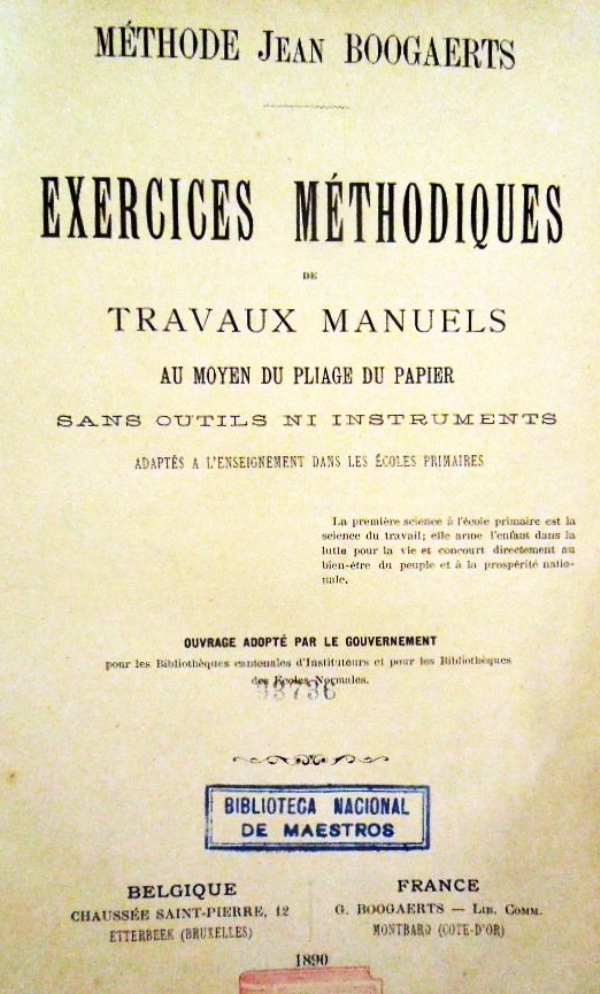 MÉTHODE JEAN BOOGAERTS
EXERCICES MÉTHODIQUES
DE
TRAVAUX MANUELS
AU MOYEN DU PLIAGE DU PAPIER
SANS OUTILS NI INSTRUMENTS
ADAPTÉS A L'ENSEIGNEMENT DANS LES ÉCOLES PRIMAIRES
La première science à l'école primaire est la
science du travail; elle arme l'enfant dans la
lutte pour la vie et concourt directement au
bien-être du peuple et à la prospérité natio-
nale.
OUVRAGE ADOPTÉ PAR LE GOUVERNEMENT
pour les Bibliothèques cantonales d'Instituteurs et pour les Bibliothèques
des Ecoles Normales.
33736
BIBLIOTECA NACIONAL
DE MAESTROS
BELGIQUE
CHAUSSÉE SAINT-PIERRE, 12
ETTERBEEK (BRUXELLES)
FRANCE
G. BOOGAERTS — LIB. COMM.
MONTBARD (COTE-D'OR)
1890